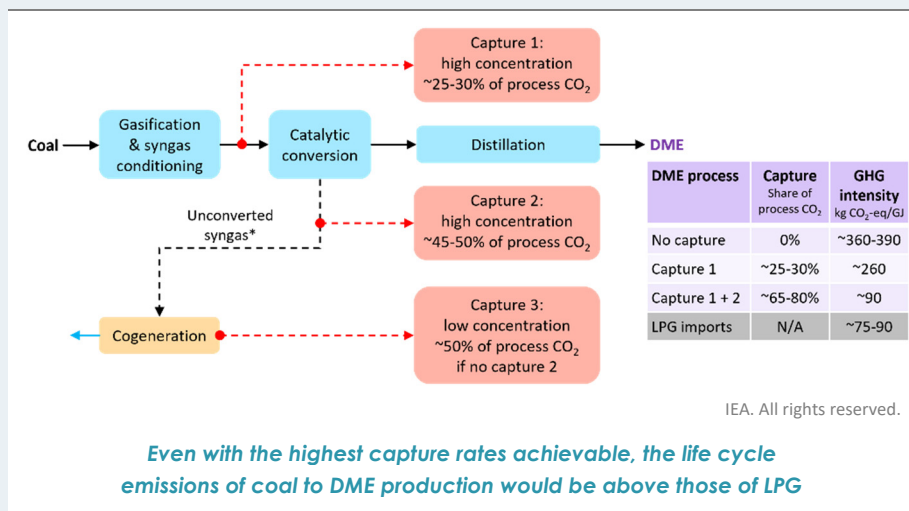 Capture 1:
high concentration
~25-30% of process CO₂
Coal
Gasification
& syngas
conditioning
Catalytic
conversion
Distillation
DME
Unconverted
syngas*
Capture 2:
high concentration
~45-50% of process CO₂
Cogeneration
Capture 3:
low concentration
~50% of process CO₂
if no capture 2
DME process Capture Share of process CO₂ GHG intensity kg CO₂-eq/GJ
No capture 0% ~360-390
Capture 1 ~25-30% ~260
Capture 1 + 2 ~65-80% ~90
LPG imports N/A ~75-90
IEA. All rights reserved.
Even with the highest capture rates achievable, the life cycle
emissions of coal to DME production would be above those of LPG